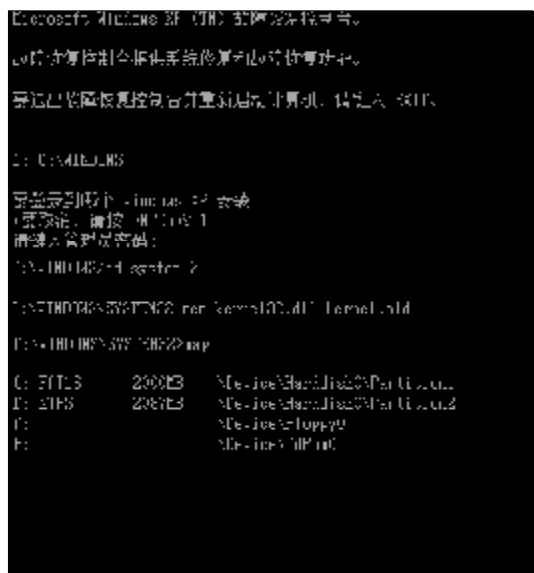 Microsoft Windows XP (TM) 故障恢复控制台。
故障恢复控制台提供系统修复和故障恢复功能。
要退出故障恢复控制台并重新启动计算机，请键入 EXIT。
1: C:\WINDOWS
要登录到哪个 Windows XP 安装
(要取消，请按 ENTER)? 1
请键入管理员密码:
C:\WINDOWS>cd system32
C:\WINDOWS\SYSTEM32>ren kernel32.dll kernel.old
C:\WINDOWS\SYSTEM32>map
C: FAT16 2000MB \Device\Harddisk0\Partition1
D: NTFS \Device\Harddisk0\Partition2
\Device\Floppy0
\Device\CdRom0